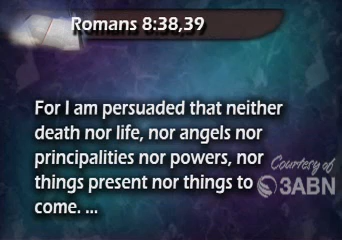 Romans 8:38,39
For I am persuaded that neither
death nor life, nor angels nor
principalities nor powers, nor
things present nor things to
come. ...
Courtesy of
3ABN